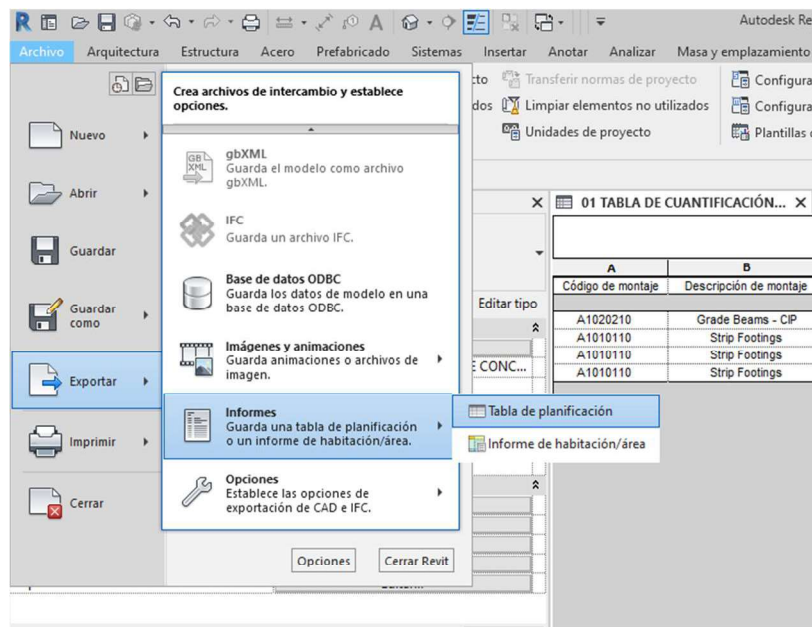 Autodesk Re
Archivo Arquitectura Estructura Acero Prefabricado Sistemas Insertar Anotar Analizar Masa y emplazamiento
Crea archivos de intercambio y establece
opciones.
Nuevo
Abrir
Guardar
Guardar
como
Exportar
Imprimir
Cerrar
gbXML
Guarda el modelo como archivo
gbXML.
IFC
Guarda un archivo IFC.
Base de datos ODBC
Guarda los datos de modelo en una
base de datos ODBC.
Imágenes y animaciones
Guarda animaciones o archivos de
imagen.
Informes
Guarda una tabla de planificación
o un informe de habitación/área.
Opciones
Establece las opciones de
exportación de CAD e IFC.
Opciones Cerrar Revit
Tabla de planificación
Informe de habitación/área
cto Transferir normas de proyecto Configura
dos Limpiar elementos no utilizados Configura
Unidades de proyecto Plantillas
01 TABLA DE CUANTIFICACIÓN...
Editar tipo
E CONC...
A B
Código de montaje Descripción de montaje
A1020210 Grade Beams - CIP
A1010110 Strip Footings
A1010110 Strip Footings
A1010110 Strip Footings